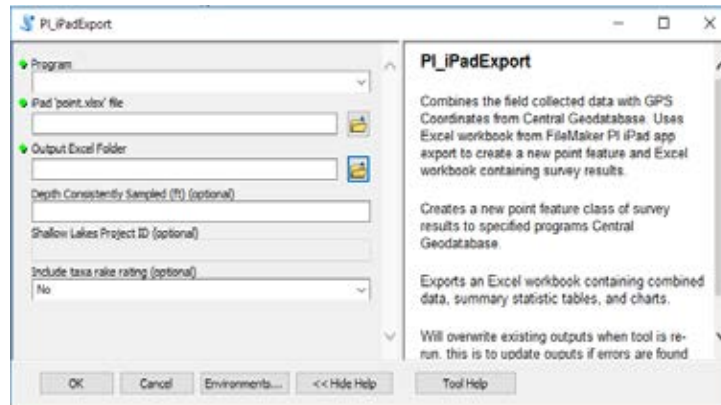 PI_iPadExport
Program
iPad 'point.xlsx' file
Output Excel Folder
Depth Consistently Sampled (ft) (optional)
Shallow Lakes Project ID (optional)
Include taxa rake rating (optional)
No
OK
Cancel
Environments...
<< Hide Help
Tool Help
PI_iPadExport
Combines the field collected data with GPS
Coordinates from Central Geodatabase. Uses
Excel workbook from FileMaker PI iPad app
export to create a new point feature and Excel
workbook containing survey results.
Creates a new point feature class of survey
results to specified programs Central
Geodatabase.
Exports an Excel workbook containing combined
data, summary statistic tables, and charts.
Will overwrite existing outputs when tool is re-
run, this is to update ouputs if errors are found